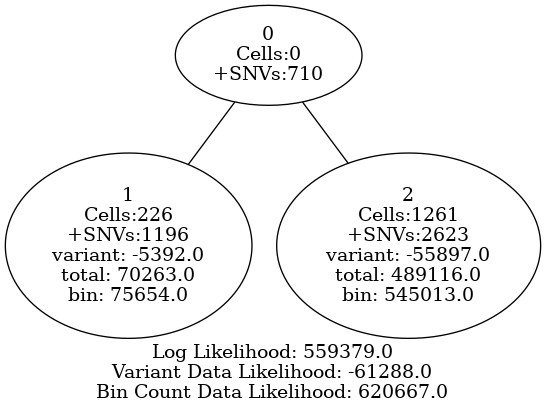 0
Cells:0
+SNVs:710
1
Cells:226
+SNVs:1196
variant: -5392.0
total: 70263.0
bin: 75654.0
2
Cells:1261
+SNVs:2623
variant: -55897.0
total: 489116.0
bin: 545013.0
Log Likelihood: 559379.0
Variant Data Likelihood: -61288.0
Bin Count Data Likelihood: 620667.0